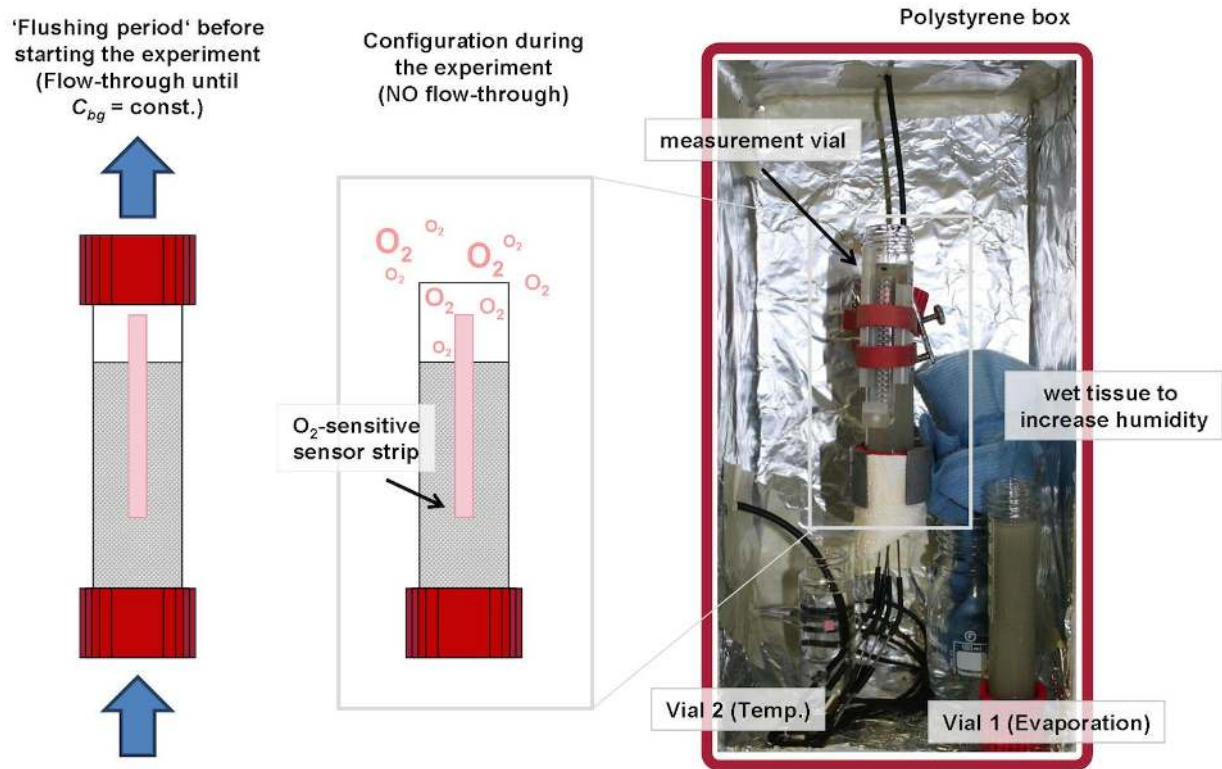 ‘Flushing period‘ before
starting the experiment
(Flow-through until
C_bg = const.)
Configuration during
the experiment
(NO flow-through)
O₂
O₂
O₂
O₂
O₂
O₂
O₂
O₂
O₂
O₂-sensitive
sensor strip
Polystyrene box
measurement vial
wet tissue to
increase humidity
Vial 2 (Temp.)
Vial 1 (Evaporation)